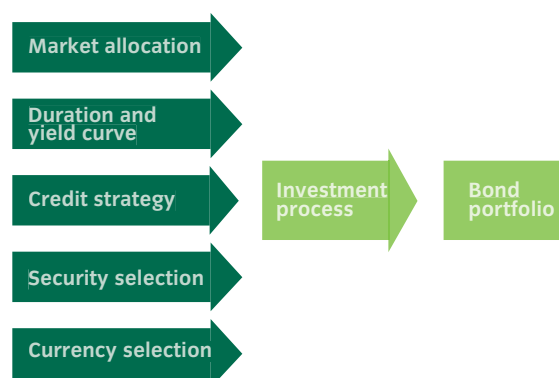 Market allocation
Duration and
yield curve
Credit strategy
Investment
process
Bond
portfolio
Security selection
Currency selection